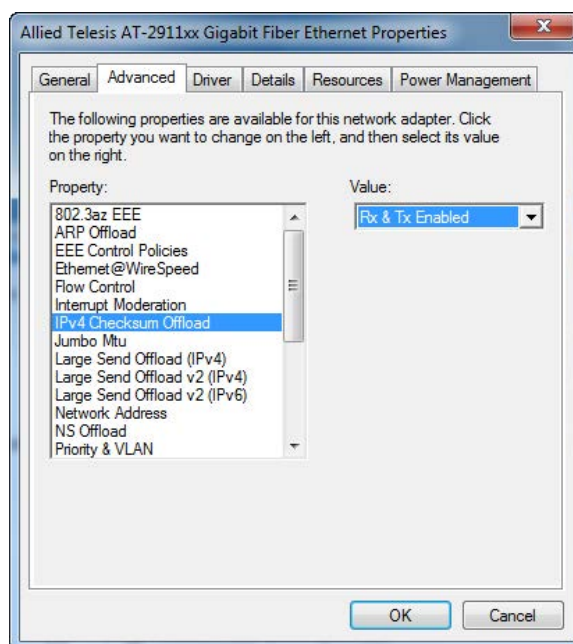 Allied Telesis AT-2911xx Gigabit Fiber Ethernet Properties
General Advanced Driver Details Resources Power Management
The following properties are available for this network adapter. Click
the property you want to change on the left, and then select its value
on the right.
Property:
Value:
802.3az EEE
ARP Offload
EEE Control Policies
Ethernet@WireSpeed
Flow Control
Interrupt Moderation
IPv4 Checksum Offload
Jumbo Mtu
Large Send Offload (IPv4)
Large Send Offload v2 (IPv4)
Large Send Offload v2 (IPv6)
Network Address
NS Offload
Priority & VLAN
Rx & Tx Enabled
OK Cancel